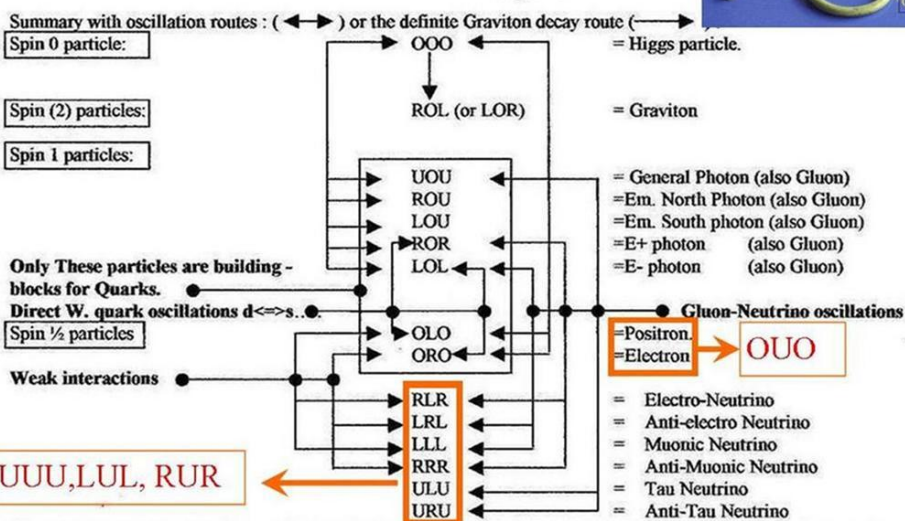 Summary with oscillation routes : ( ) or the definite Graviton decay route ( )
Spin 0 particle: OOO = Higgs particle.
Spin (2) particles: ROL (or LOR) = Graviton
Spin 1 particles:
UOU = General Photon (also Gluon)
ROU =Em. North Photon (also Gluon)
LOU =Em. South photon (also Gluon)
ROR =E+ photon (also Gluon)
Only These particles are building - LOL =E- photon (also Gluon)
blocks for Quarks.
Direct W. quark oscillations d<=>s.. Gluon-Neutrino oscillations
Spin ½ particles OLO =Positron.
ORO =Electron OUO
Weak interactions
RLR = Electro-Neutrino
LRL = Anti-electro Neutrino
LLL = Muonic Neutrino
UUU,LUL, RUR RRR = Anti-Muonic Neutrino
ULU = Tau Neutrino
URU = Anti-Tau Neutrino